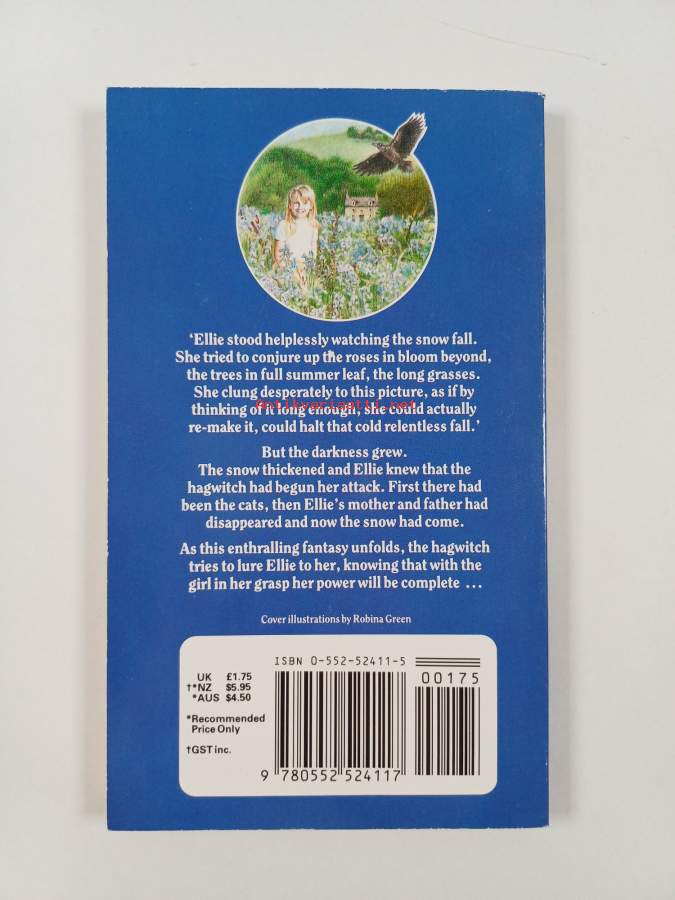 ‘Ellie stood helplessly watching the snow fall.
She tried to conjure up the roses in bloom beyond,
the trees in full summer leaf, the long grasses.
She clung desperately to this picture, as if by
thinking of it long enough, she could actually
re-make it, could halt that cold relentless fall.’
But the darkness grew.
The snow thickened and Ellie knew that the
hagwitch had begun her attack. First there had
been the cats, then Ellie’s mother and father had
disappeared and now the snow had come.
As this enthralling fantasy unfolds, the hagwitch
tries to lure Ellie to her, knowing that with the
girl in her grasp her power will be complete ...
Cover illustrations by Robina Green
UK £1.75
†*NZ $5.95
*AUS $4.50
*Recommended
Price Only
†GST inc.
ISBN 0-552-52411-5
00175
9 780552 524117